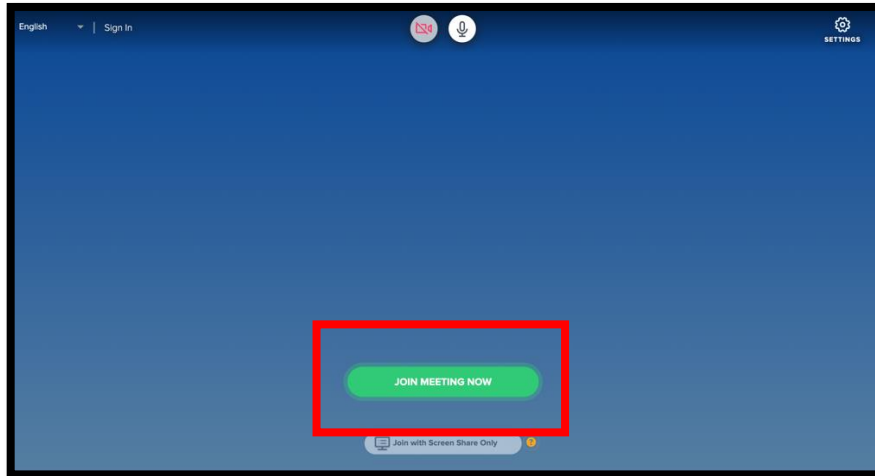 English | Sign In
SETTINGS
JOIN MEETING NOW
Join with Screen Share Only ?